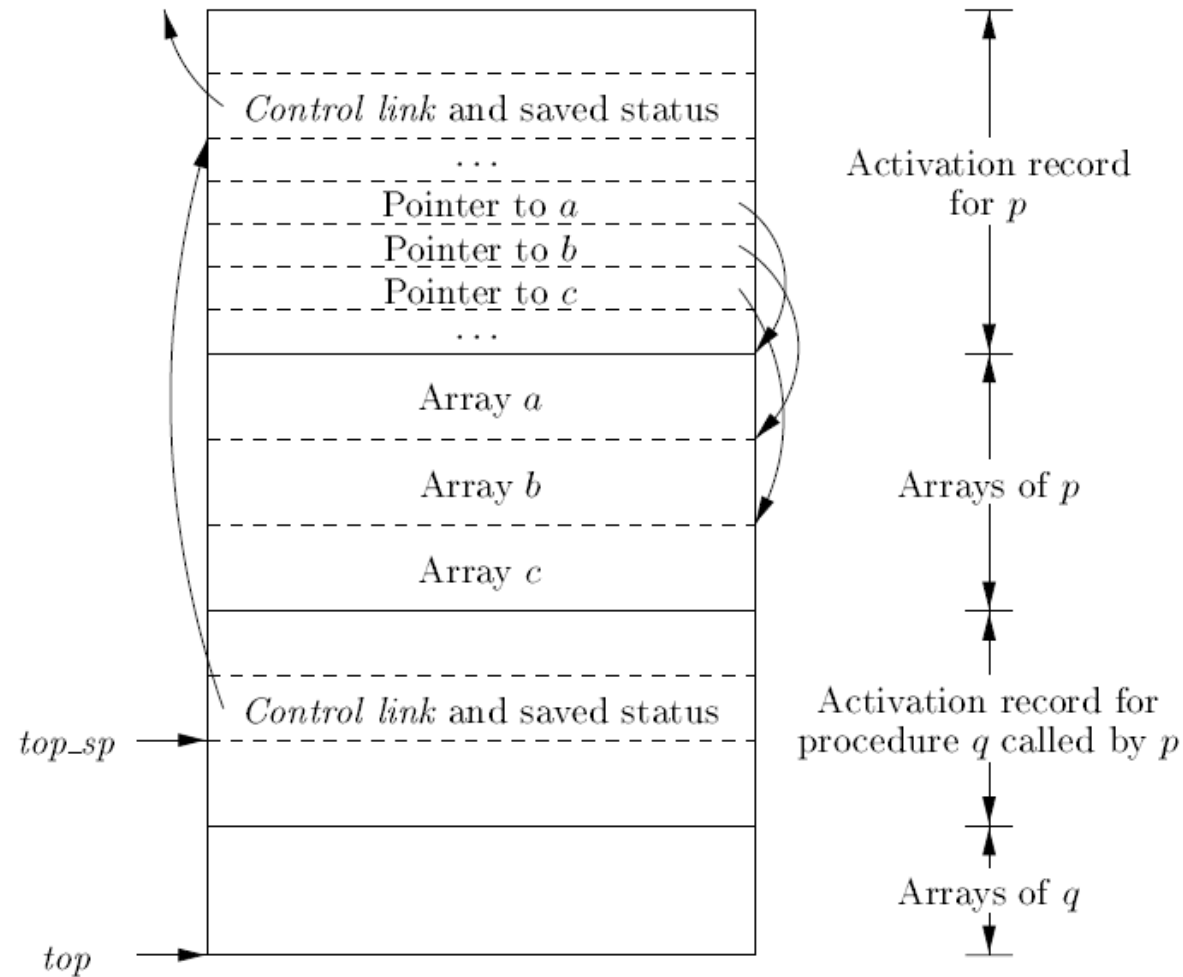 Control link and saved status
...
Pointer to a
Pointer to b
Pointer to c
...
Array a
Array b
Array c
Control link and saved status
top_sp
top
Activation record
for p
Arrays of p
Activation record for
procedure q called by p
Arrays of q